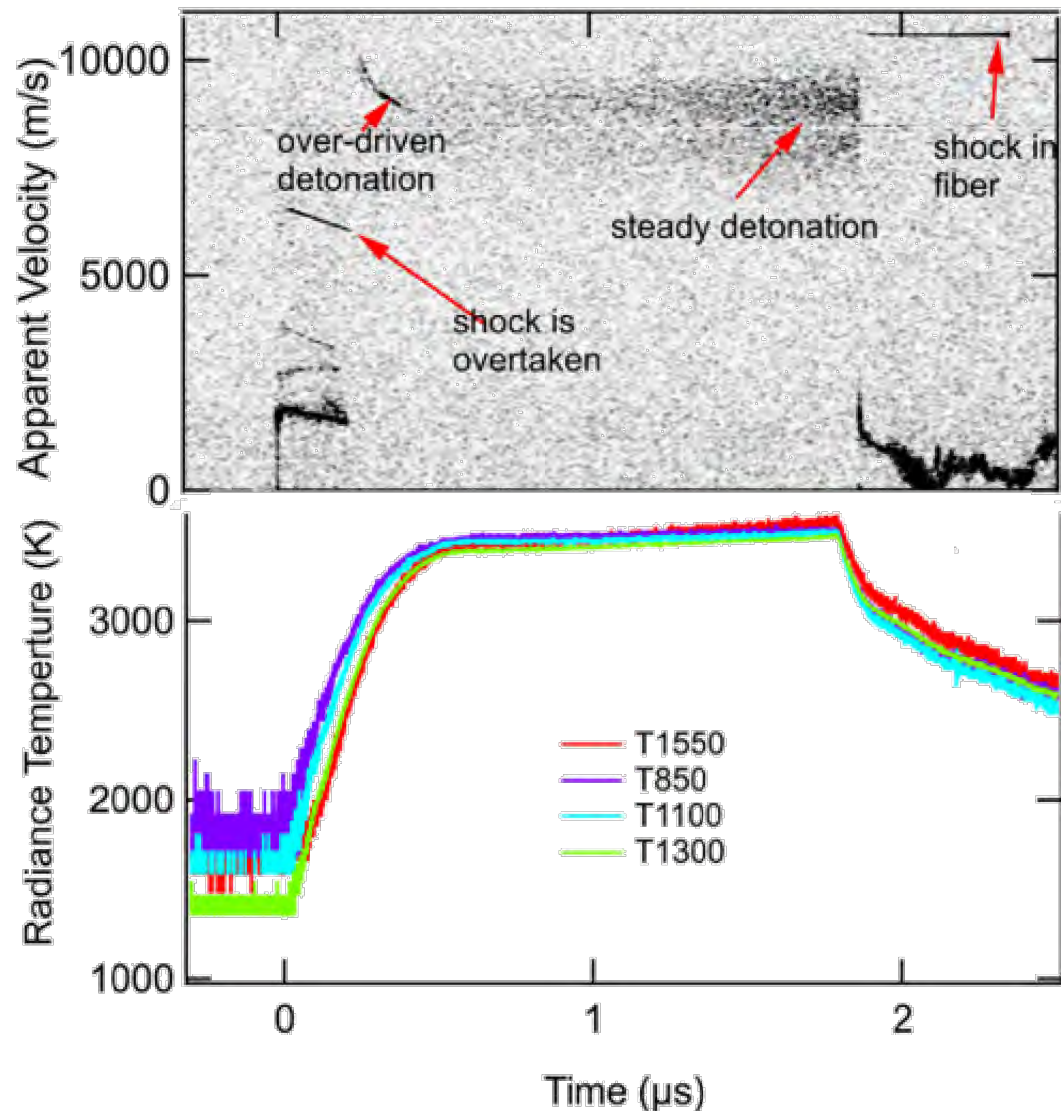 Apparent Velocity (m/s)
10000
5000
0
over-driven
detonation
shock is
overtaken
steady detonation
shock in
fiber
Radiance Temperture (K)
3000
2000
1000
T1550
T850
T1100
T1300
0
1
2
Time (µs)